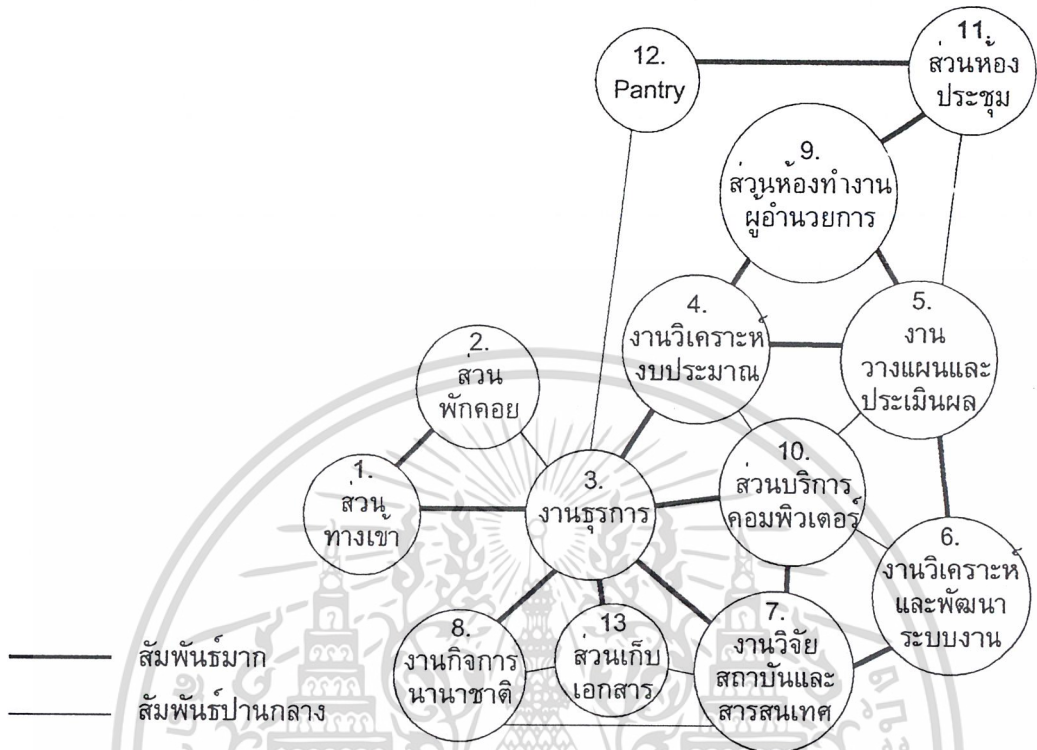 12.
Pantry
11.
ส่วนห้อง
ประชุม
9.
ส่วนห้องทำงาน
ผู้อำนวยการ
4.
งานวิเคราะห์
งบประมาณ
5.
งาน
วางแผนและ
ประเมินผล
2.
ส่วน
พักคอย
1.
ส่วน
ทางเข้า
3.
งานธุรการ
10.
ส่วนบริการ
คอมพิวเตอร์
6.
งานวิเคราะห์
และพัฒนา
ระบบงาน
8.
งานกิจการ
นานาชาติ
13
ส่วนเก็บ
เอกสาร
7.
งานวิจัย
สถาบันและ
สารสนเทศ
สัมพันธ์มาก
สัมพันธ์ปานกลาง